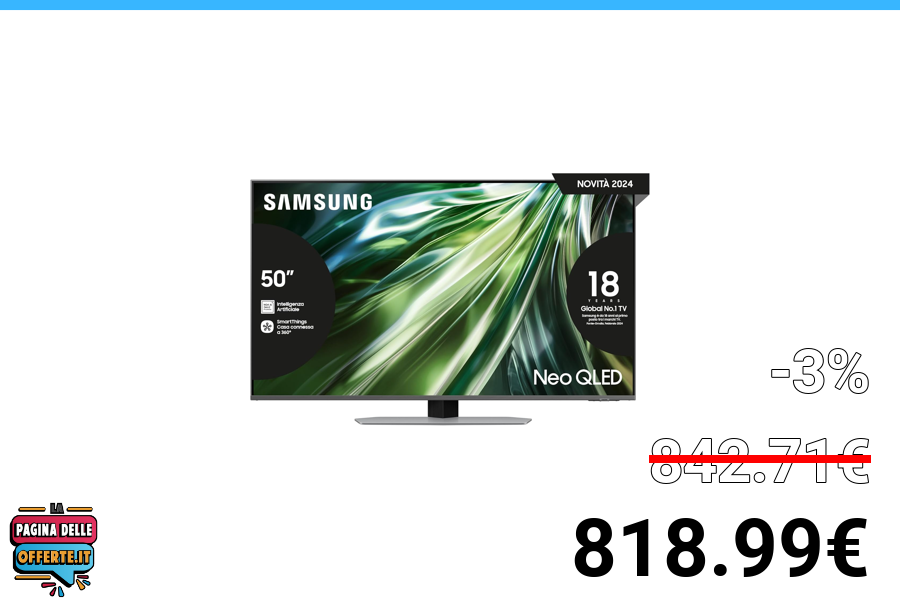 NOVITÀ 2024
SAMSUNG
50"
Intelligenza
Artificiale
SmartThings
Casa connessa
a 360°
18
YEARS
Global No.1 TV
Neo QLED
-3%
842.71€
818.99€
LA
PAGINA DELLE
OFFERTE.IT